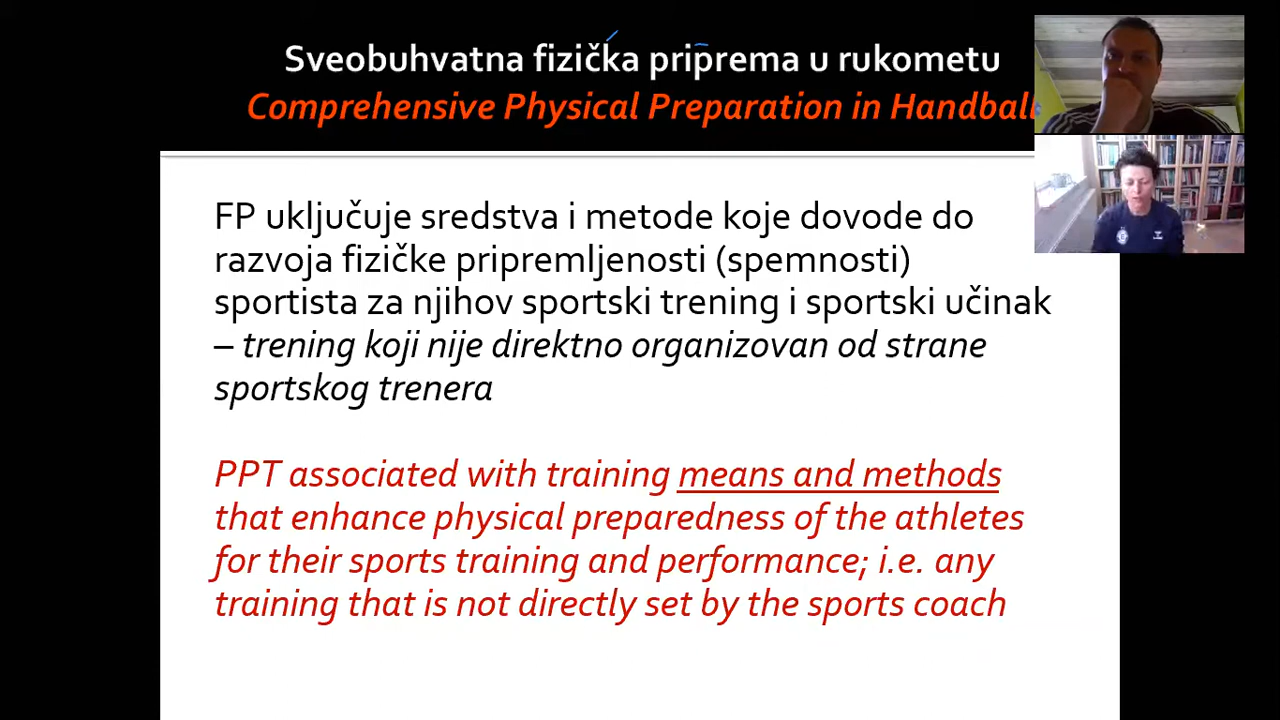 Sveobuhvatna fizička priprema u rukometu
Comprehensive Physical Preparation in Handball
FP uključuje sredstva i metode koje dovode do
razvoja fizičke pripremljenosti (spemnosti)
sportista za njihov sportski trening i sportski učinak
– trening koji nije direktno organizovan od strane
sportskog trenera
PPT associated with training means and methods
that enhance physical preparedness of the athletes
for their sports training and performance; i.e. any
training that is not directly set by the sports coach